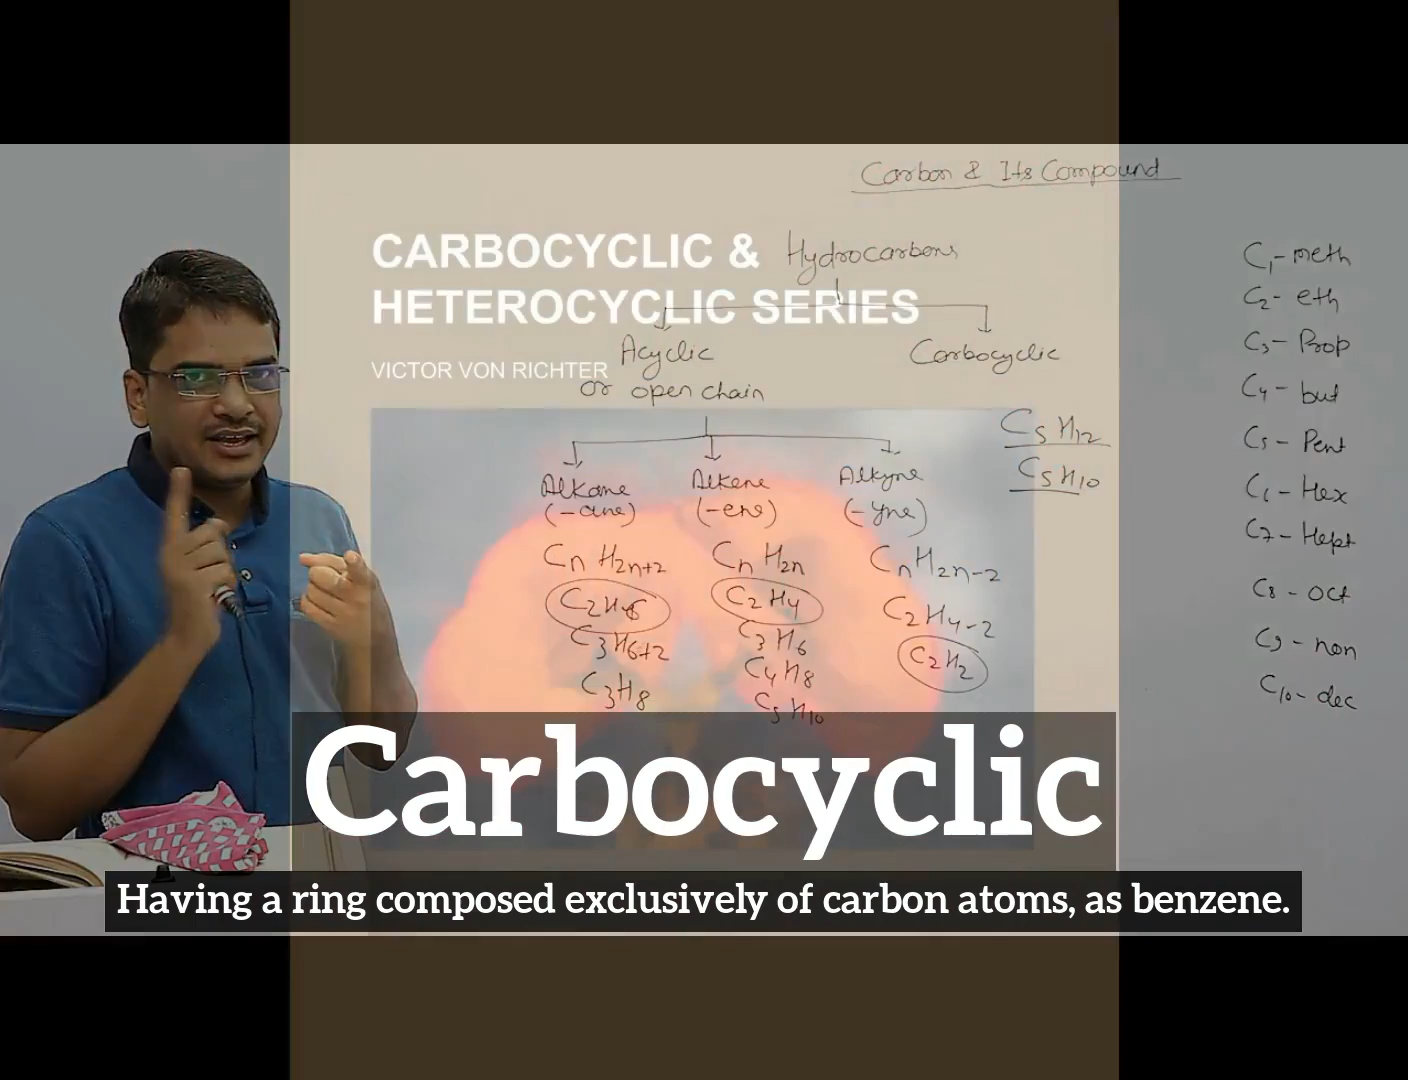 Carbon & Its Compound
CARBOCYCLIC &
HETEROCYCLIC SERIES
VICTOR VON RICHTER
Hydrocarbons
Acyclic
or open chain
Carbocyclic
C5H12
C5H10
Alkane
(-ane)
CnH2n+2
C2H6
C3H6+2
C3H8
Alkene
(-ene)
CnH2n
C2H4
C3H6
C4H8
C5H10
Alkyne
(-yne)
CnH2n-2
C2H4-2
C2H2
C1-meth
C2-eth
C3-Prop
C4-but
C5-Pent
C6-Hex
C7-Hept
C8-oct
C9-non
C10-dec
Carbocyclic
Having a ring composed exclusively of carbon atoms, as benzene.